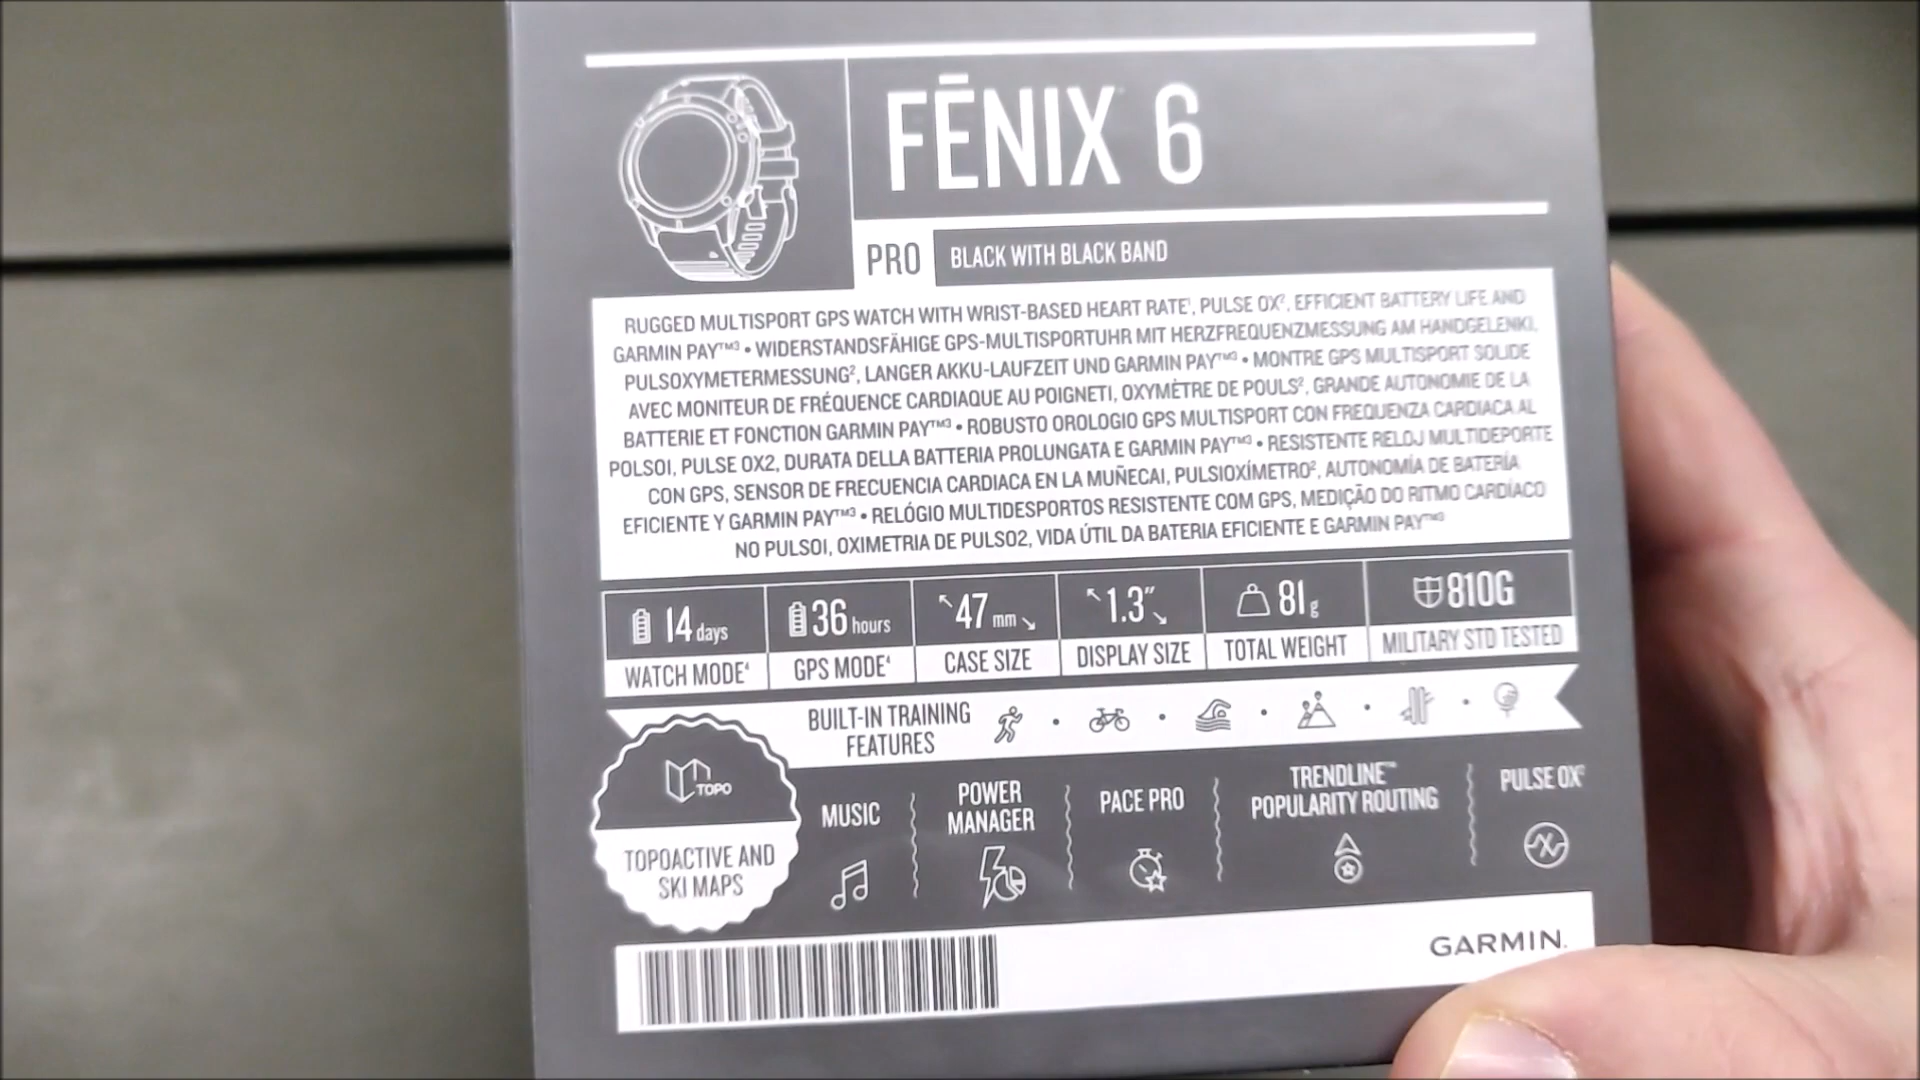 FĒNIX 6
PRO BLACK WITH BLACK BAND
RUGGED MULTISPORT GPS WATCH WITH WRIST-BASED HEART RATE¹, PULSE OX², EFFICIENT BATTERY LIFE AND
GARMIN PAY™³ • WIDERSTANDSFÄHIGE GPS-MULTISPORTUHR MIT HERZFREQUENZMESSUNG AM HANDGELENK1,
PULSOXYMETERMESSUNG², LANGER AKKU-LAUFZEIT UND GARMIN PAY™³ • MONTRE GPS MULTISPORT SOLIDE
AVEC MONITEUR DE FRÉQUENCE CARDIAQUE AU POIGNET1, OXYMÈTRE DE POULS², GRANDE AUTONOMIE DE LA
BATTERIE ET FONCTION GARMIN PAY™³ • ROBUSTO OROLOGIO GPS MULTISPORT CON FREQUENZA CARDIACA AL
POLSO1, PULSE OX2, DURATA DELLA BATTERIA PROLUNGATA E GARMIN PAY™³ • RESISTENTE RELOJ MULTIDEPORTE
CON GPS, SENSOR DE FRECUENCIA CARDIACA EN LA MUÑECA1, PULSIOXÍMETRO², AUTONOMÍA DE BATERÍA
EFICIENTE Y GARMIN PAY™³ • RELÓGIO MULTIDESPORTOS RESISTENTE COM GPS, MEDIÇÃO DO RITMO CARDÍACO
NO PULSO1, OXIMETRIA DE PULSO2, VIDA ÚTIL DA BATERIA EFICIENTE E GARMIN PAY™³
14 days 36 hours 47 mm 1.3" 81 g 810G
WATCH MODE⁴ GPS MODE⁴ CASE SIZE DISPLAY SIZE TOTAL WEIGHT MILITARY STD TESTED
BUILT-IN TRAINING
FEATURES
TOPO
TOPOACTIVE AND
SKI MAPS
MUSIC
POWER
MANAGER
PACE PRO
TRENDLINE™
POPULARITY ROUTING
PULSE OX²
GARMIN.